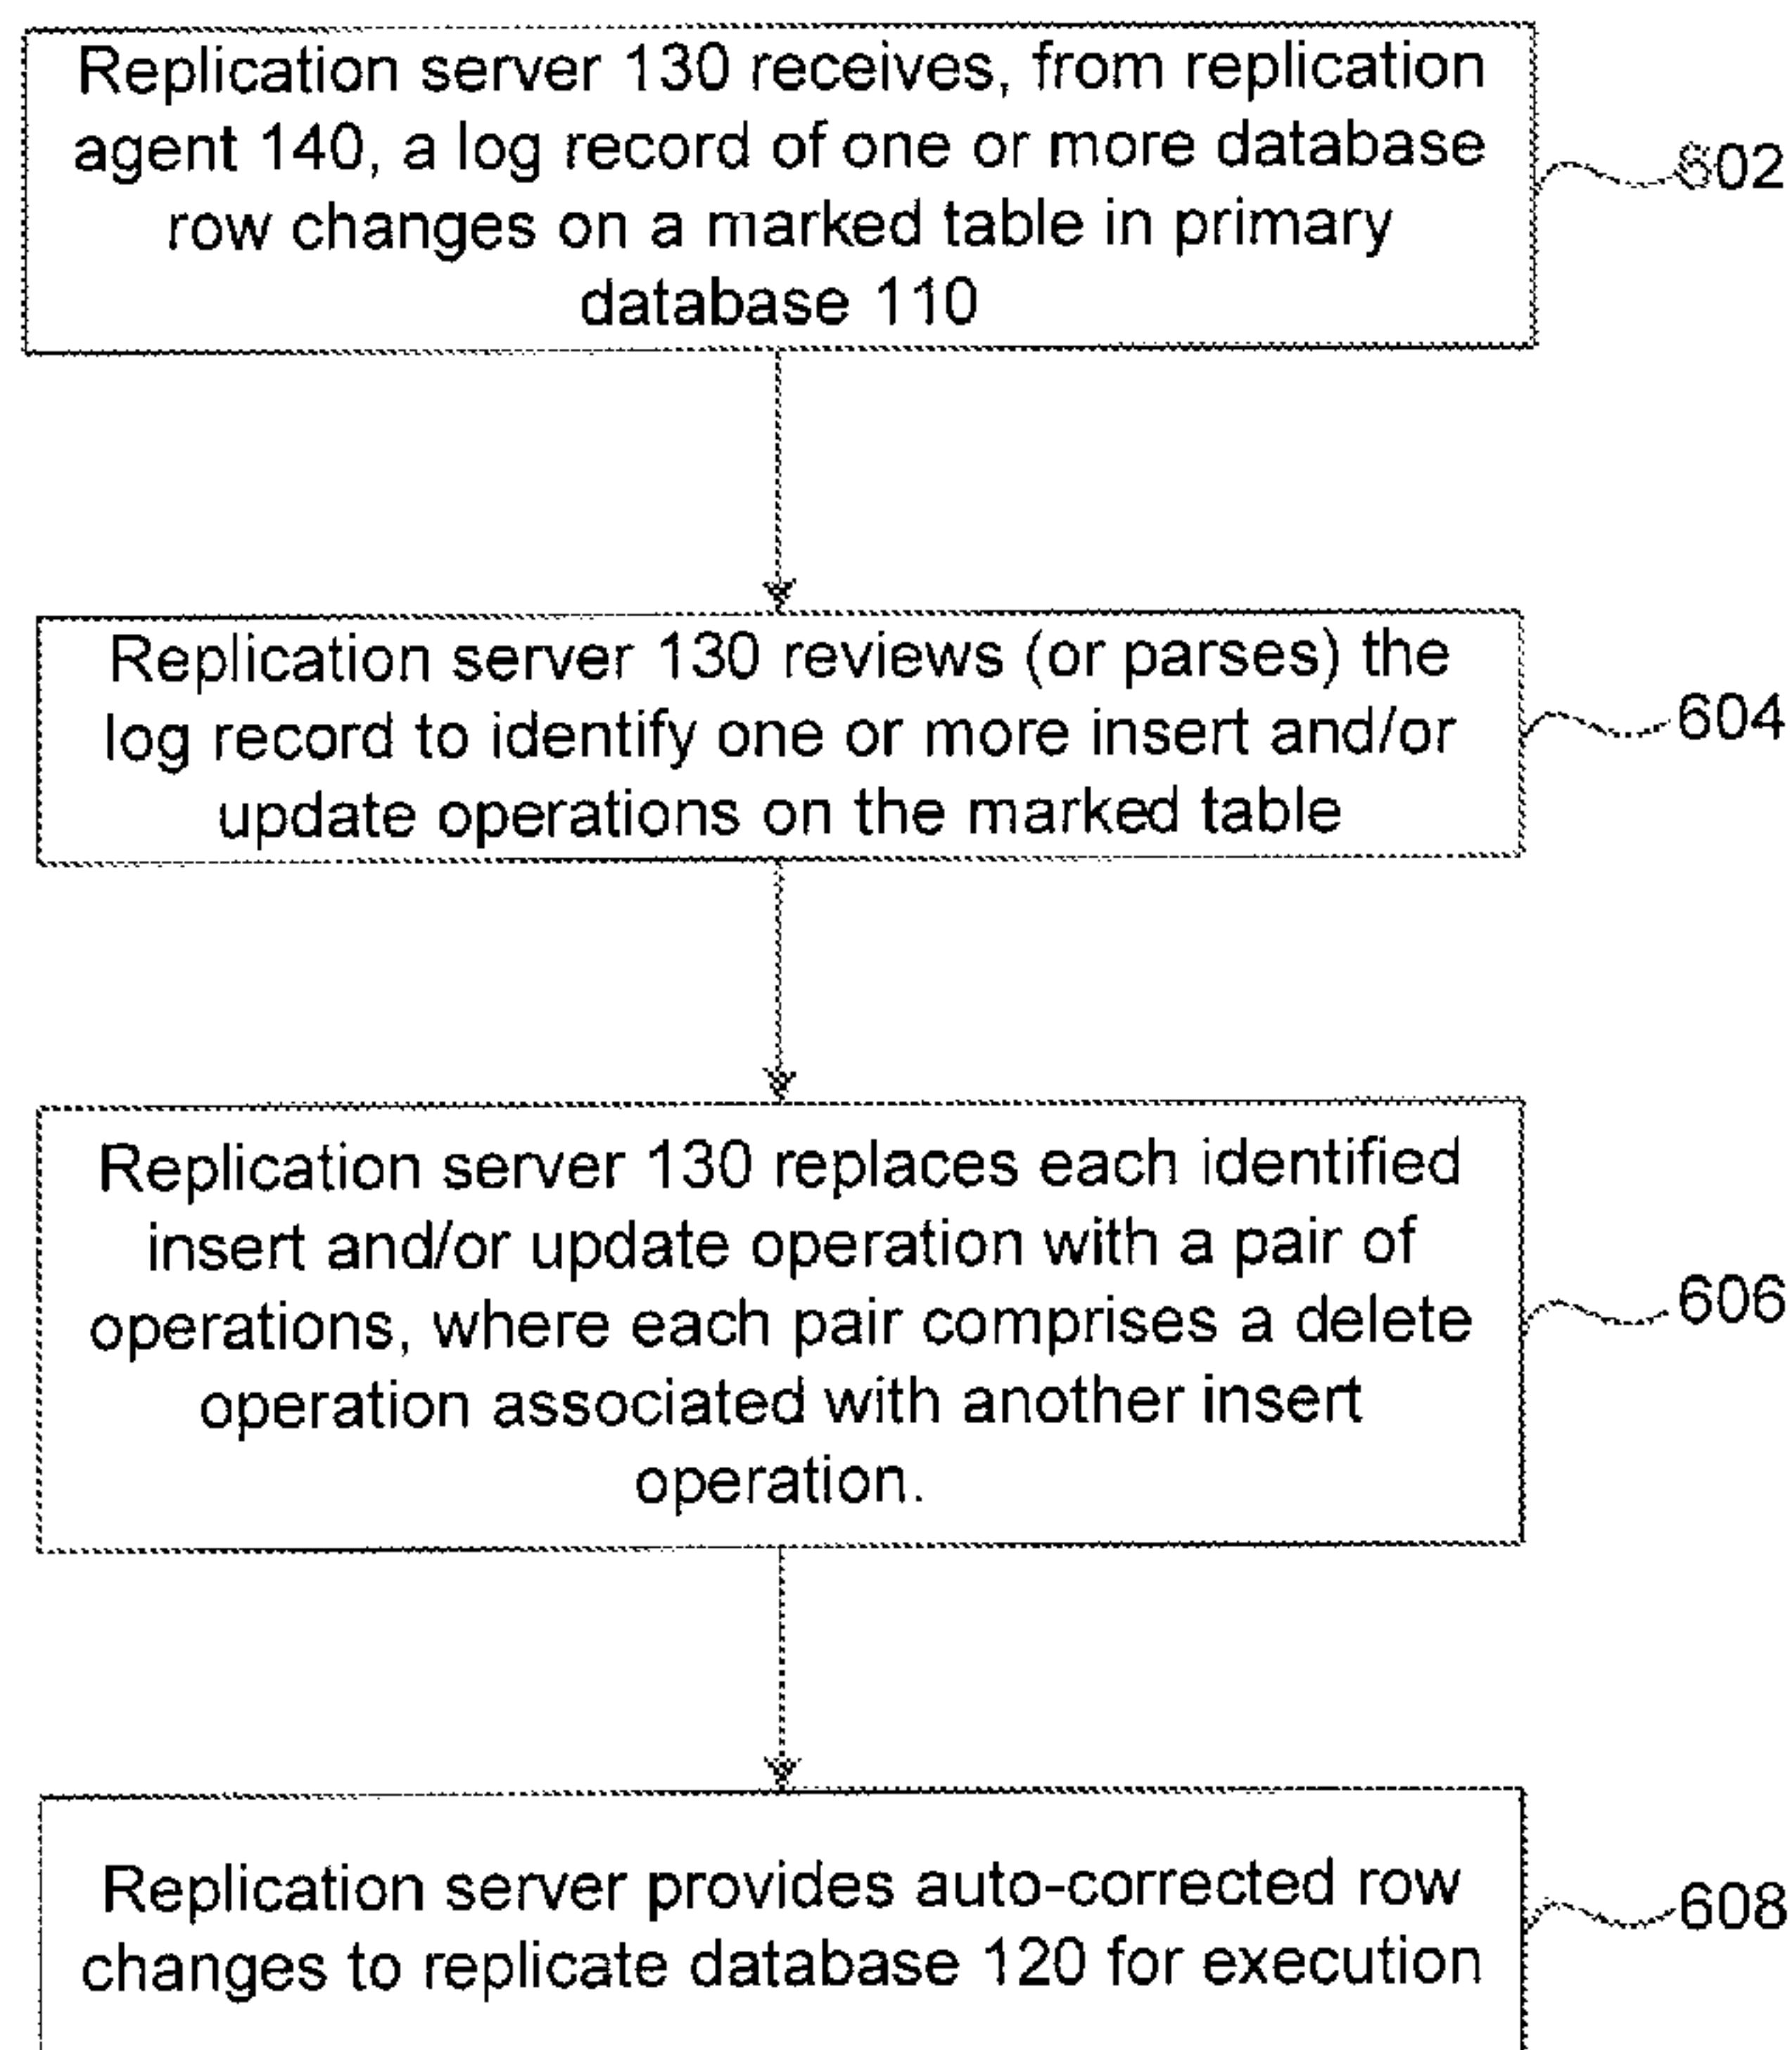 Replication server 130 receives, from replication
agent 140, a log record of one or more database
row changes on a marked table in primary
database 110
602
Replication server 130 reviews (or parses) the
log record to identify one or more insert and/or
update operations on the marked table
604
Replication server 130 replaces each identified
insert and/or update operation with a pair of
operations, where each pair comprises a delete
operation associated with another insert
operation.
606
Replication server provides auto-corrected row
changes to replicate database 120 for execution
608